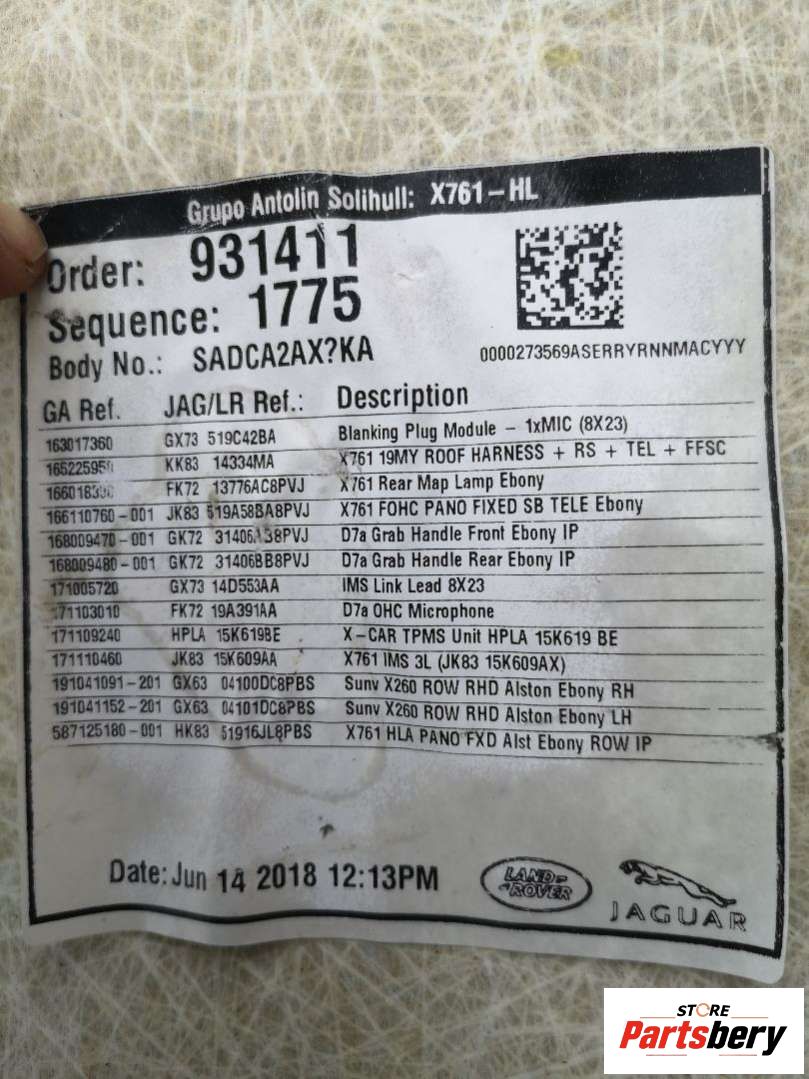 Grupo Antolin Solihull: X761-HL
Order: 931411
Sequence: 1775
Body No.: SADCA2AX?KA
0000273569ASERRYRNNMACYYY
GA Ref. JAG/LR Ref.: Description
163017360 GX73 519C42BA Blanking Plug Module - 1xMIC (8X23)
KK83 14334MA X761 19MY ROOF HARNESS + RS + TEL + FFSC
FK72 13776AC8PVJ X761 Rear Map Lamp Ebony
166110760-001 JK83 519A58BA8PVJ X761 FOHC PANO FIXED SB TELE Ebony
168009470-001 GK72 D7a Grab Handle Front Ebony IP
168009480-001 GK72 31406BB8PVJ D7a Grab Handle Rear Ebony IP
171005720 GX73 14D553AA IMS Link Lead 8X23
171103010 FK72 19A391AA D7a OHC Microphone
171109240 HPLA 15K619BE X-CAR TPMS Unit HPLA 15K619 BE
171110460 JK83 15K609AA X761 IMS 3L (JK83 15K609AX)
191041091-201 GX63 04100DC8PBS Sunv X260 ROW RHD Alston Ebony RH
191041152-201 GX63 04101DC8PBS Sunv X260 ROW RHD Alston Ebony LH
587125180-001 HK83 51916JL8PBS X761 HLA PANO FXD Alst Ebony ROW IP
Date: Jun 14 2018 12:13PM
LAND-ROVER
JAGUAR
STORE
Partsbery